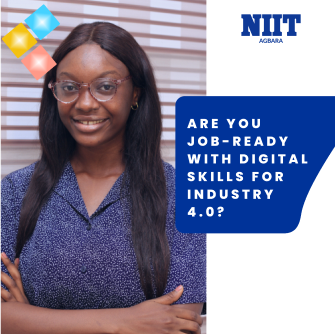 NIIT
AGBARA
ARE YOU
JOB-READY
WITH DIGITAL
SKILLS FOR
INDUSTRY
4.0?